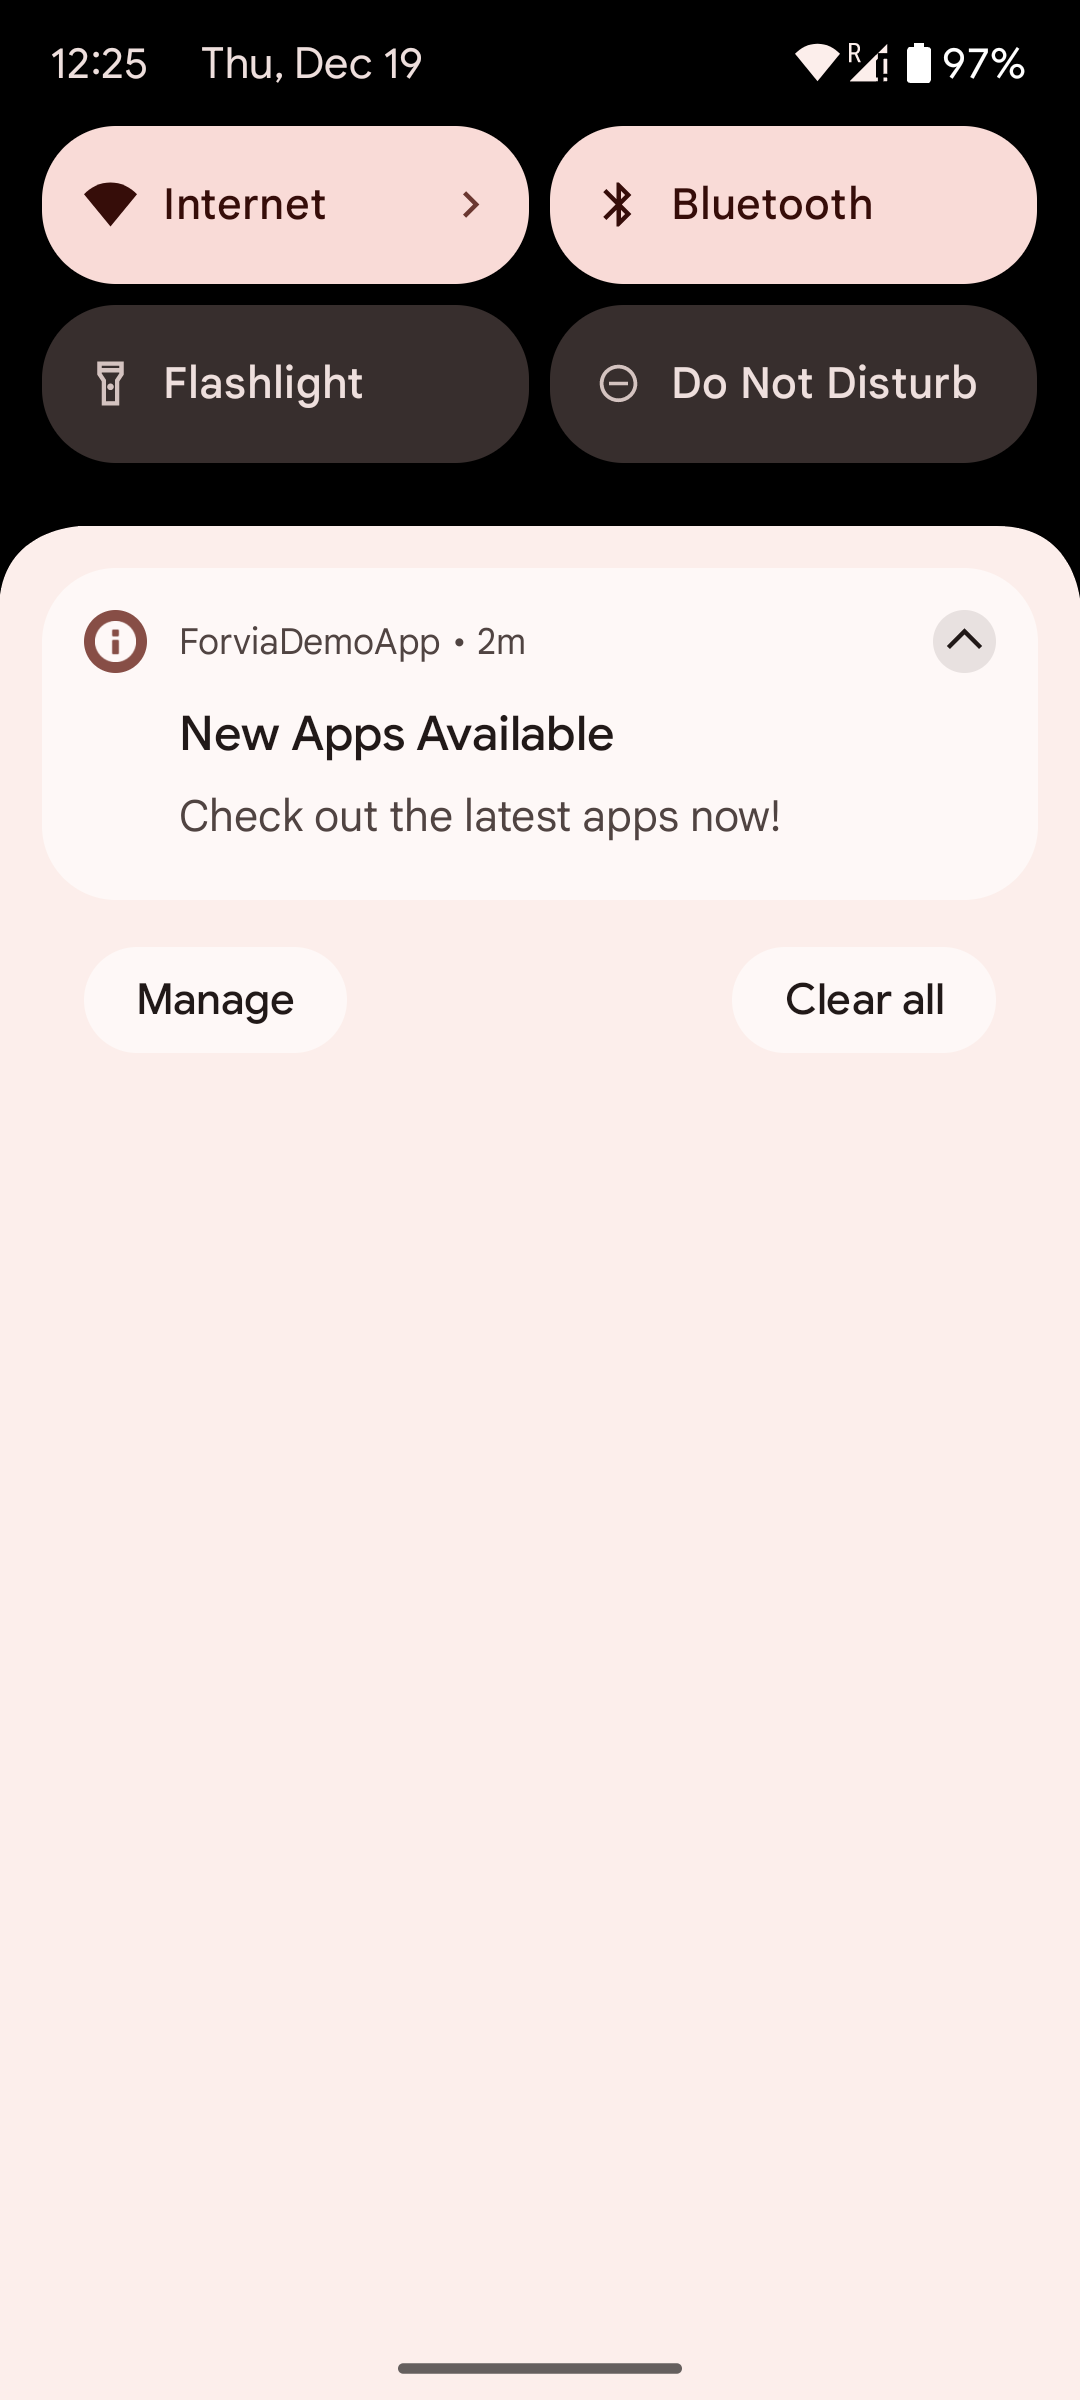 12:25 Thu, Dec 19 R 97%
Internet Bluetooth
Flashlight Do Not Disturb
ForviaDemoApp • 2m
New Apps Available
Check out the latest apps now!
Manage Clear all